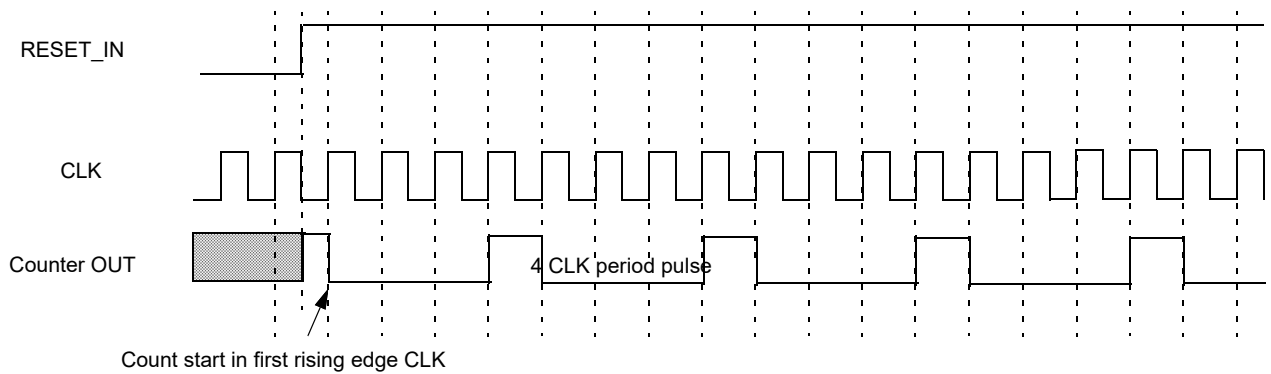 RESET_IN
CLK
Counter OUT
4 CLK period pulse
Count start in first rising edge CLK